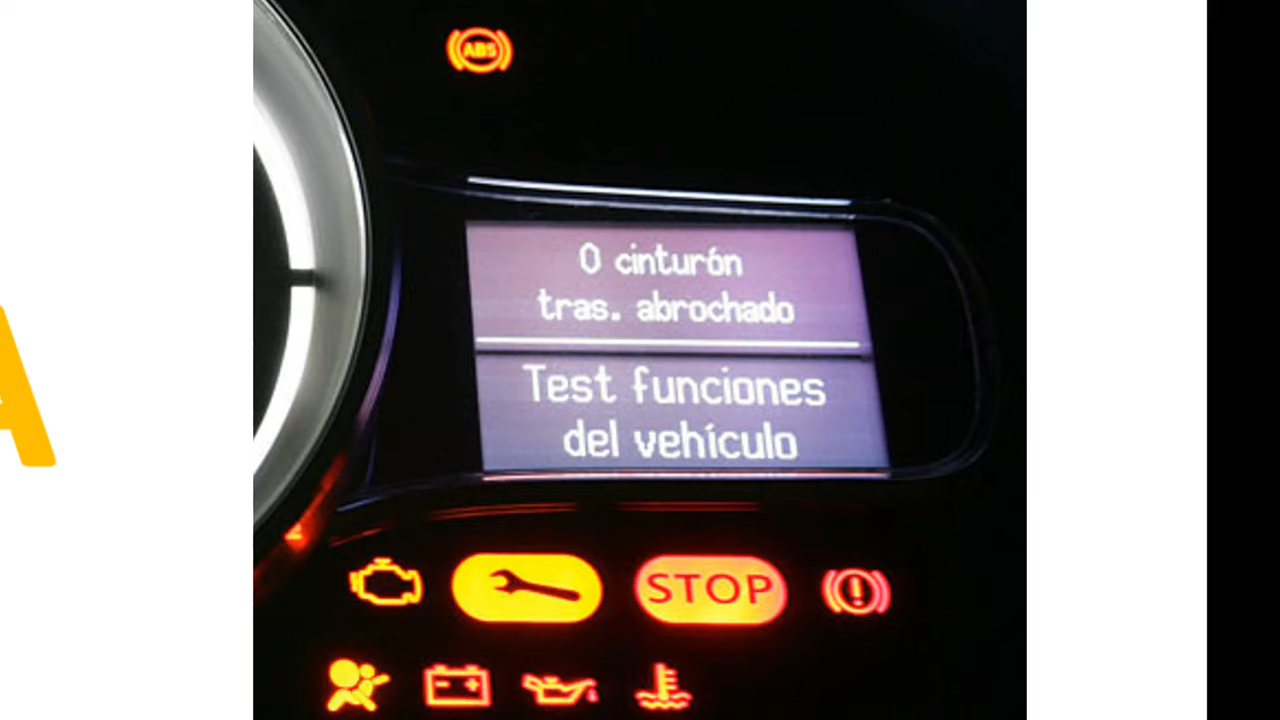 A
ABS
0 cinturón
tras. abrochado
Test funciones
del vehículo
STOP